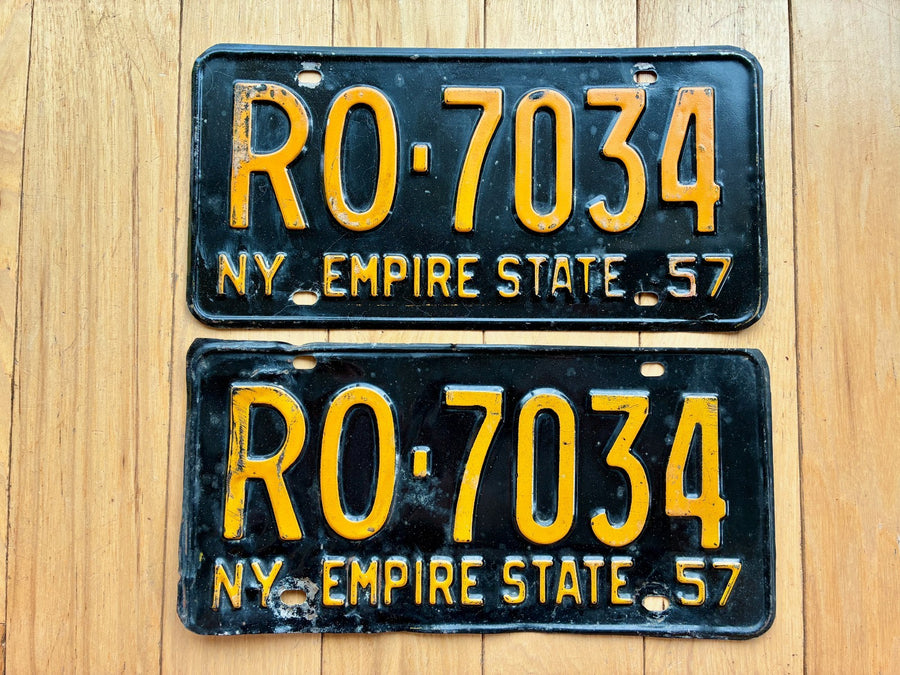 RO-7034
NY EMPIRE STATE 57
RO-7034
NY EMPIRE STATE 57